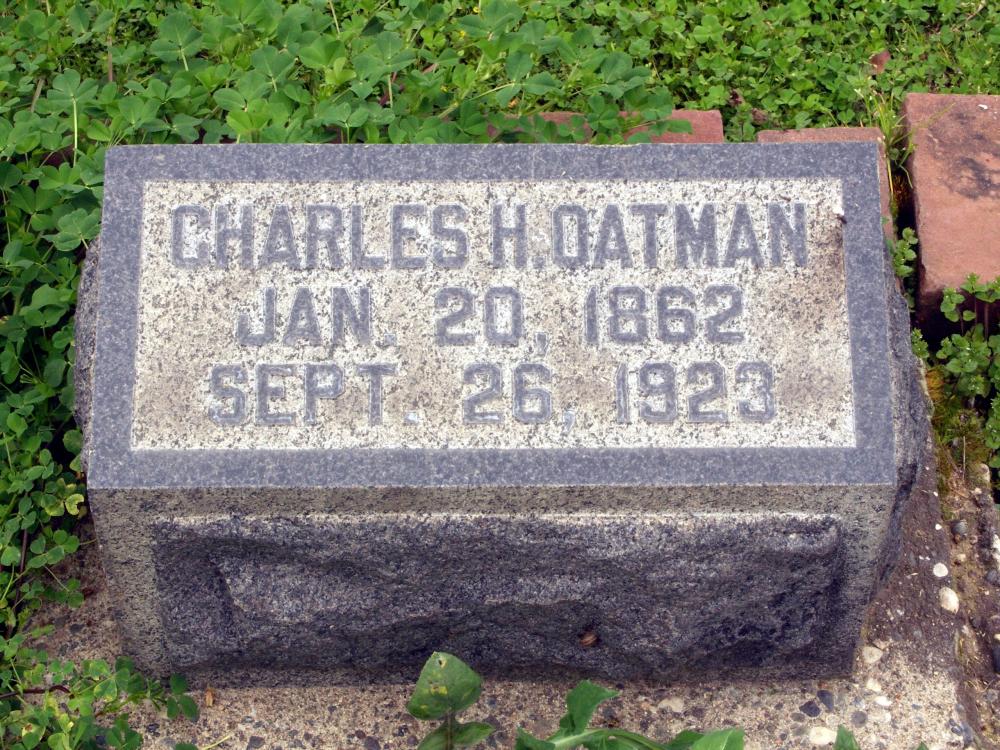 CHARLES H. OATMAN
JAN. 20, 1862
SEPT. 26, 1923